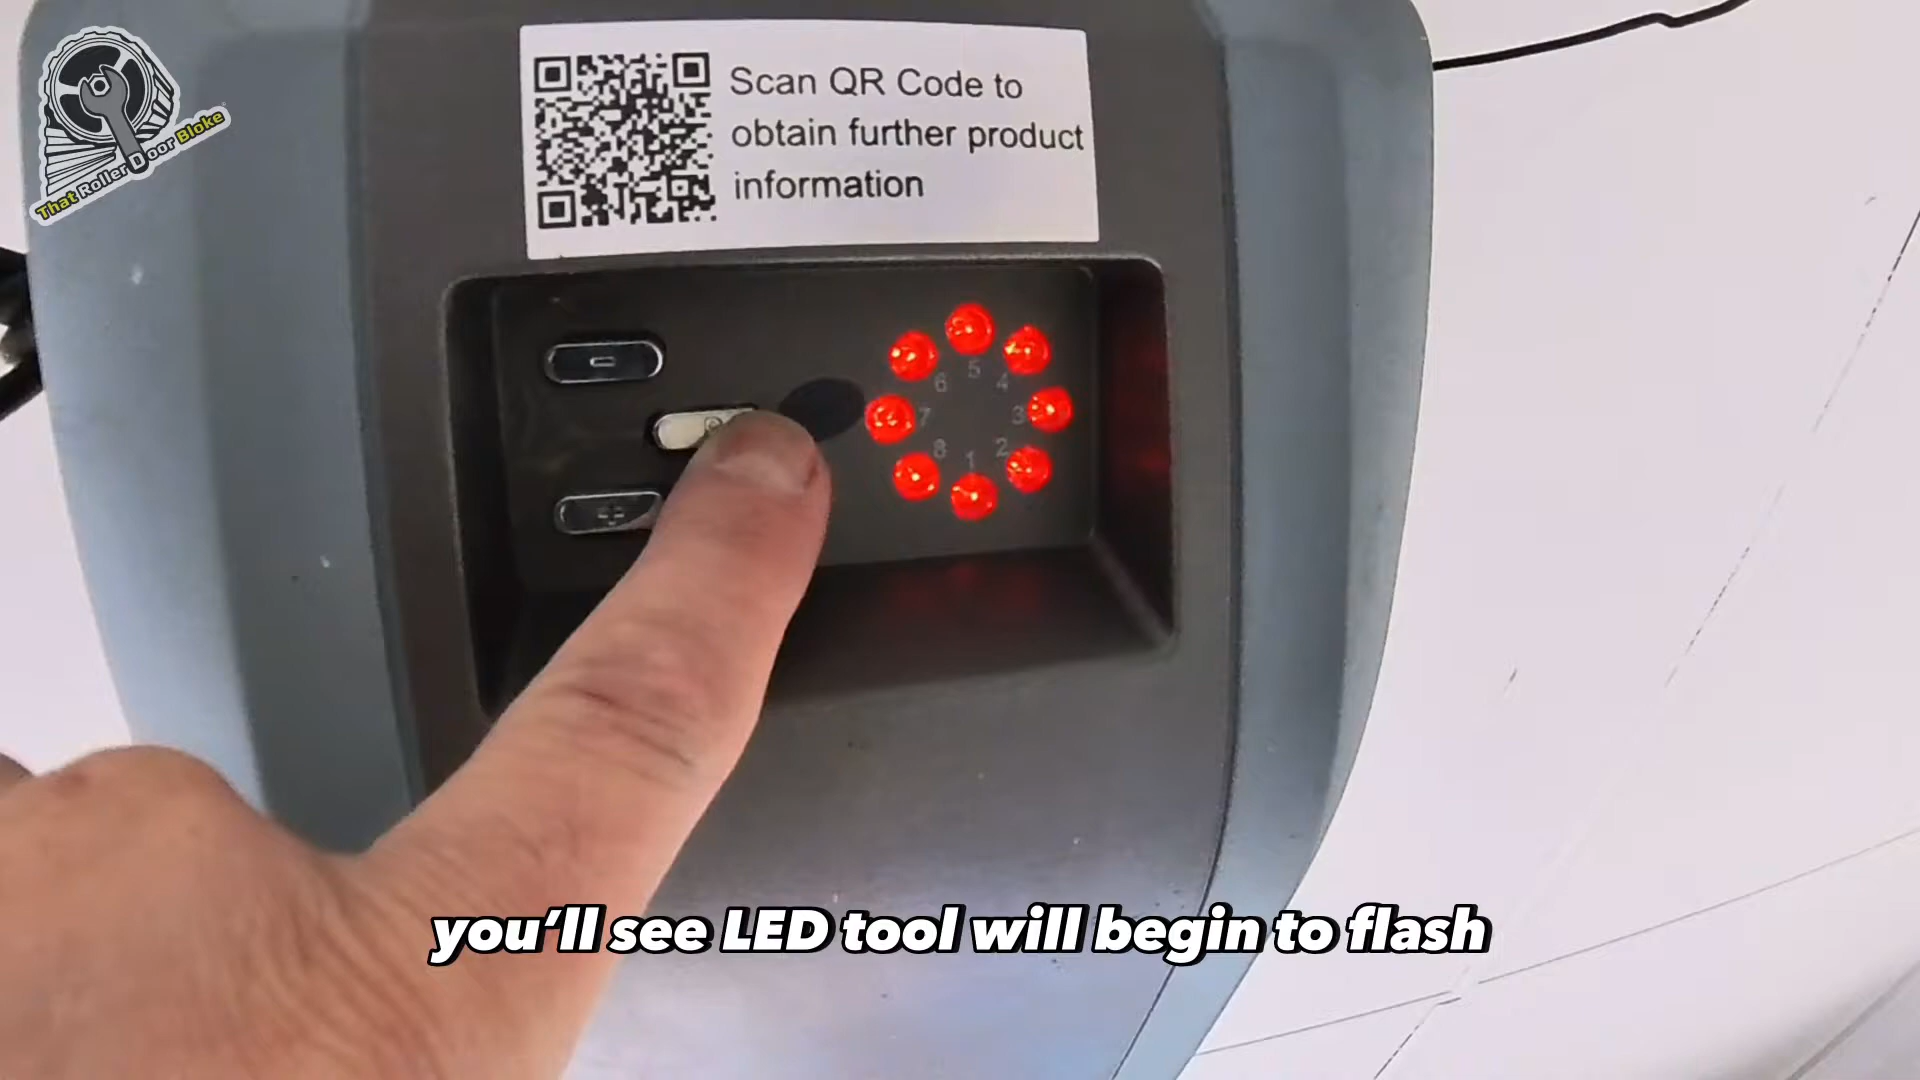 That Roller Door Bloke
Scan QR Code to
obtain further product
information
6 5 4
7 3
8 1 2
you'll see LED tool will begin to flash